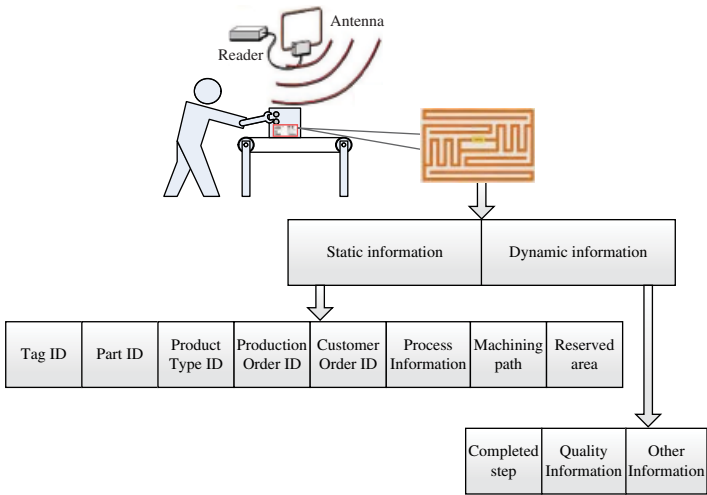 Antenna
Reader
Static information
Dynamic information
Tag ID
Part ID
Product
Type ID
Production
Order ID
Customer
Order ID
Process
Information
Machining
path
Reserved
area
Completed
step
Quality
Information
Other
Information